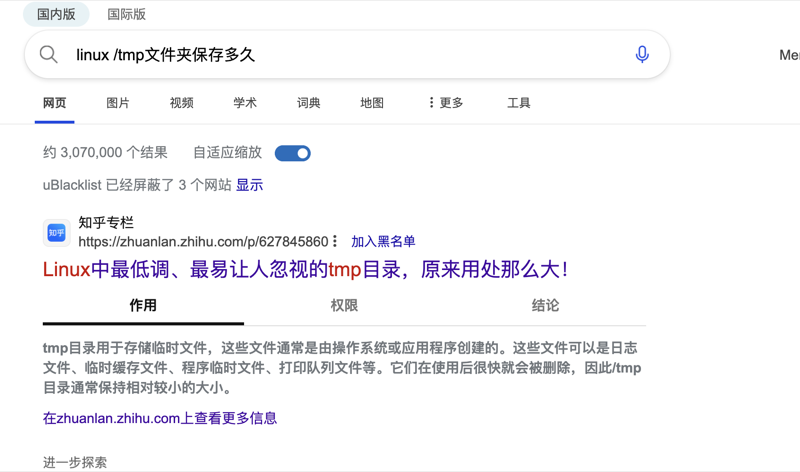 国内版 国际版
linux /tmp文件夹保存多久
网页 图片 视频 学术 词典 地图 更多 工具
约 3,070,000 个结果 自适应缩放
uBlacklist 已经屏蔽了 3 个网站 显示
知乎
知乎专栏
https://zhuanlan.zhihu.com/p/627845860 加入黑名单
Linux中最低调、最易让人忽视的tmp目录，原来用处那么大！
作用 权限 结论
tmp目录用于存储临时文件，这些文件通常是由操作系统或应用程序创建的。这些文件可以是日志
文件、临时缓存文件、程序临时文件、打印队列文件等。它们在使用后很快就会被删除，因此/tmp
目录通常保持相对较小的大小。
在zhuanlan.zhihu.com上查看更多信息
进一步探索